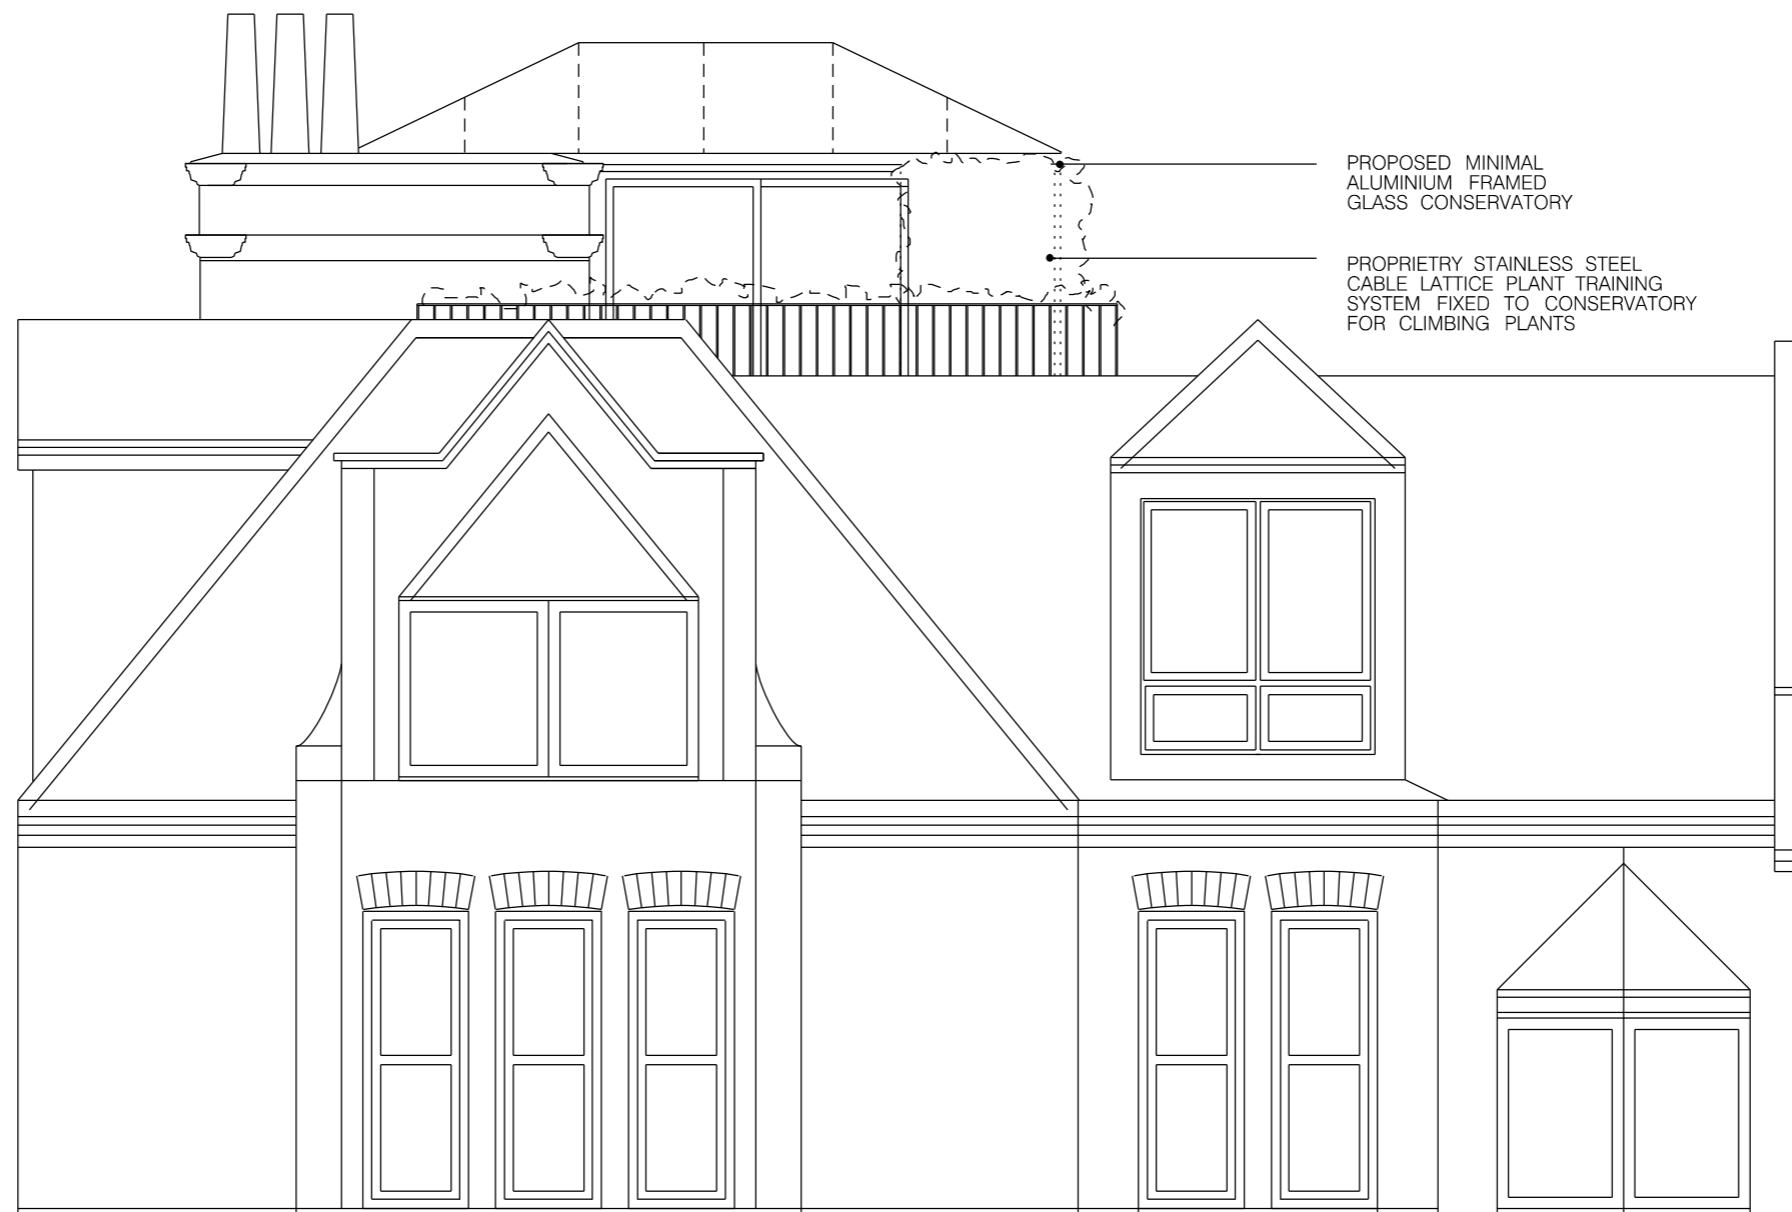 PROPOSED MINIMAL
ALUMINIUM FRAMED
GLASS CONSERVATORY
PROPRIETRY STAINLESS STEEL
CABLE LATTICE PLANT TRAINING
SYSTEM FIXED TO CONSERVATORY
FOR CLIMBING PLANTS